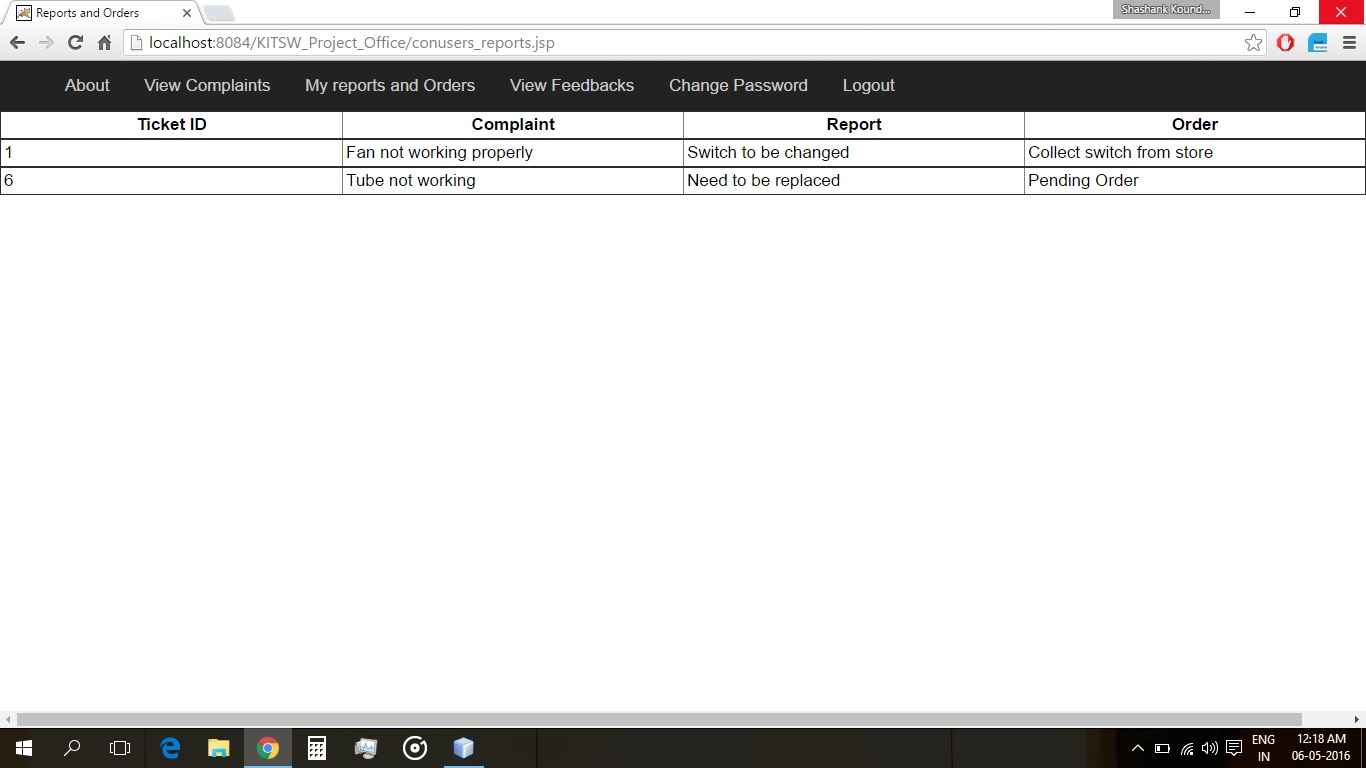 Reports and Orders
Shashank Kound...
localhost:8084/KITSW_Project_Office/conusers_reports.jsp
About View Complaints My reports and Orders View Feedbacks Change Password Logout
Ticket ID Complaint Report Order
1 Fan not working properly Switch to be changed Collect switch from store
6 Tube not working Need to be replaced Pending Order
ENG 12:18 AM
IN 06-05-2016